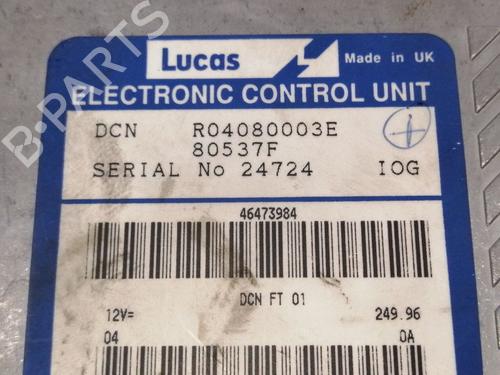 Lucas
Made in UK
ELECTRONIC CONTROL UNIT
DCN R04080003E
80537F
SERIAL No 24724 IOG
46473984
DCN FT 01
12V= 249.96
04 0A
B-PARTS